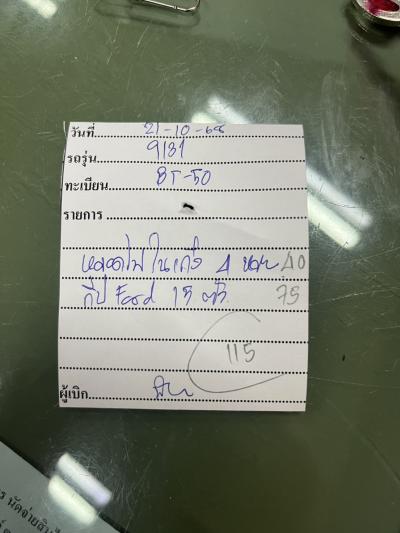 วันที่ 21-10-68
รถรุ่น 9131
ทะเบียน BT-50
รายการ
หลอดไฟในเก๋ง 4 หลอด 40
กิ๊ป Ford 15 ตัว 75
115
ผู้เบิก